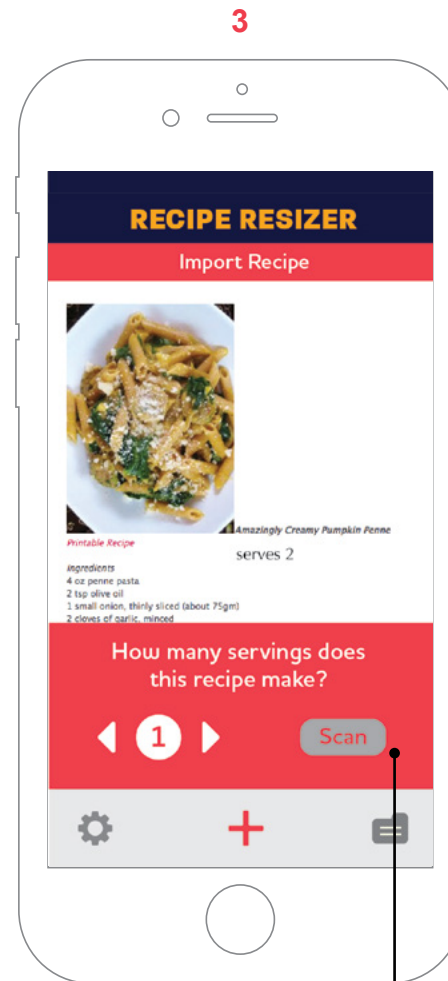 3
RECIPE RESIZER
Import Recipe
Amazingly Creamy Pumpkin Penne
Printable Recipe
serves 2
Ingredients
4 oz penne pasta
2 tsp olive oil
1 small onion, thinly sliced (about 75gm)
2 cloves of garlic, minced
How many servings does
this recipe make?
1
Scan